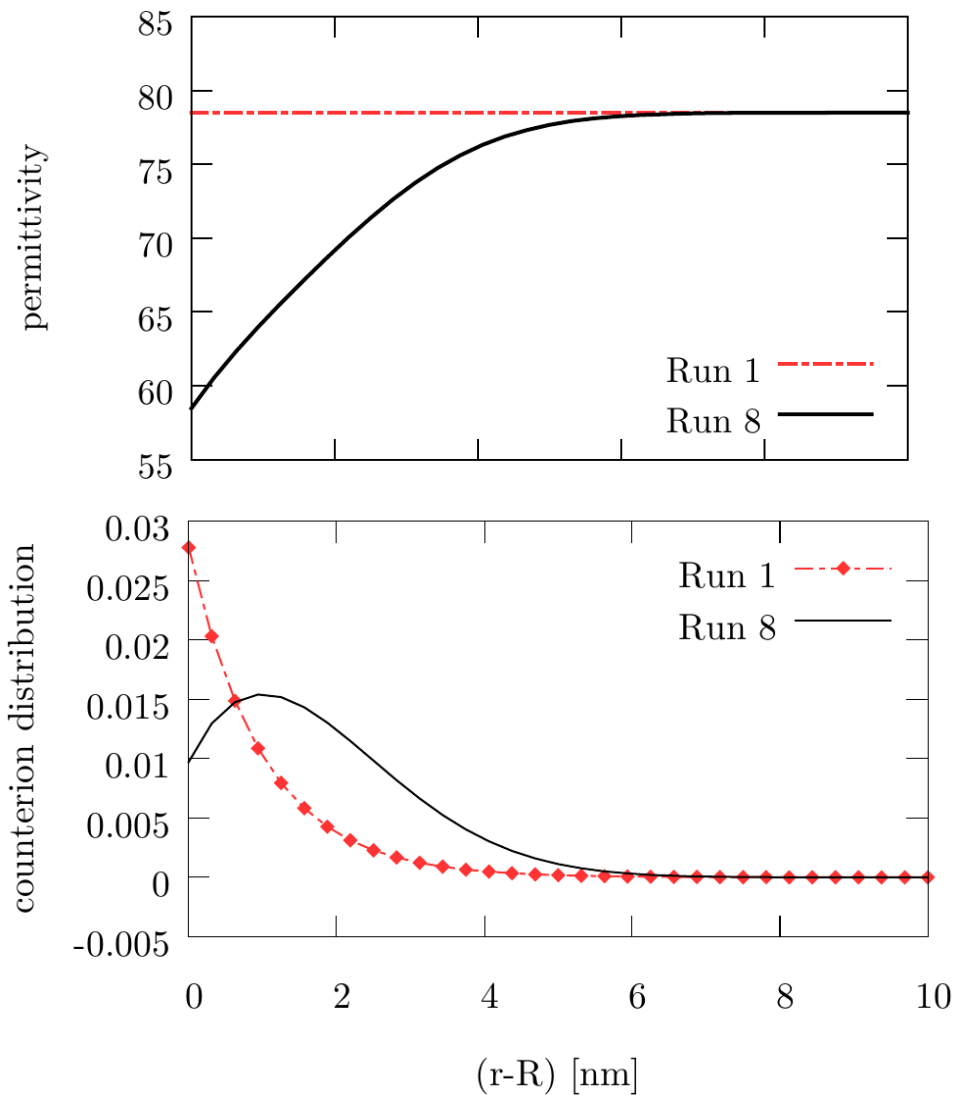 85
80
75
70
65
60
55
permittivity
Run 1
Run 8
0.03
0.025
0.02
0.015
0.01
0.005
0
-0.005
counterion distribution
Run 1
Run 8
0 2 4 6 8 10
(r-R) [nm]